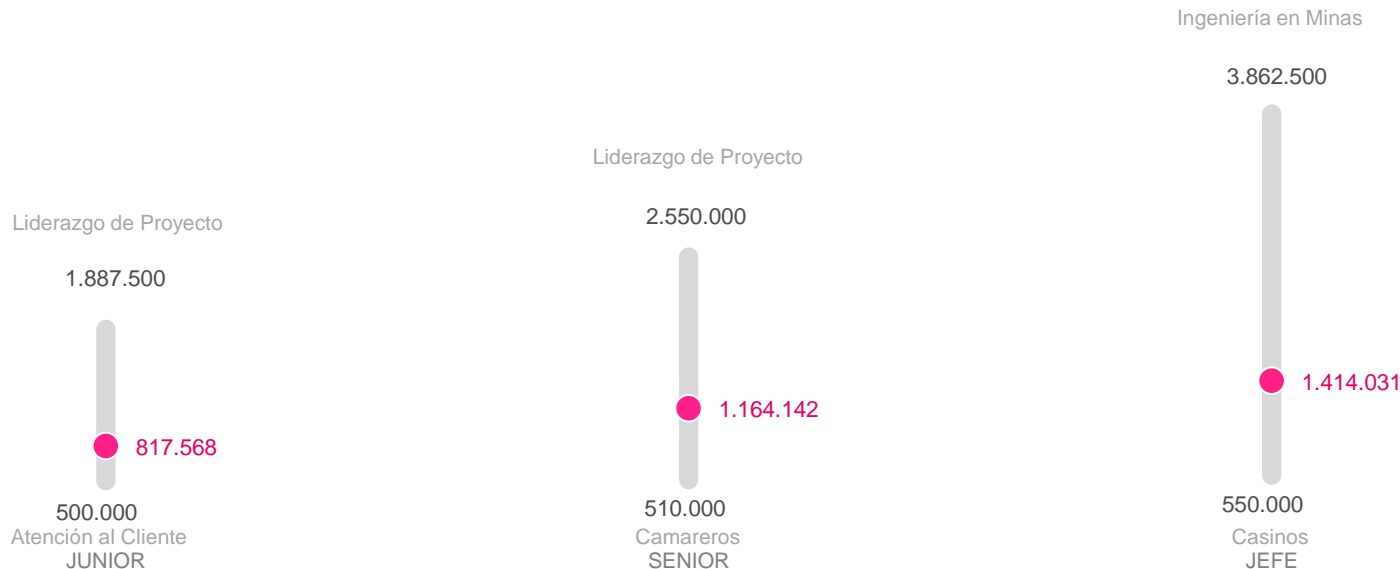 Liderazgo de Proyecto
1.887.500
817.568
500.000
Atención al Cliente
JUNIOR
Liderazgo de Proyecto
2.550.000
1.164.142
510.000
Camareros
SENIOR
Ingeniería en Minas
3.862.500
1.414.031
550.000
Casinos
JEFE